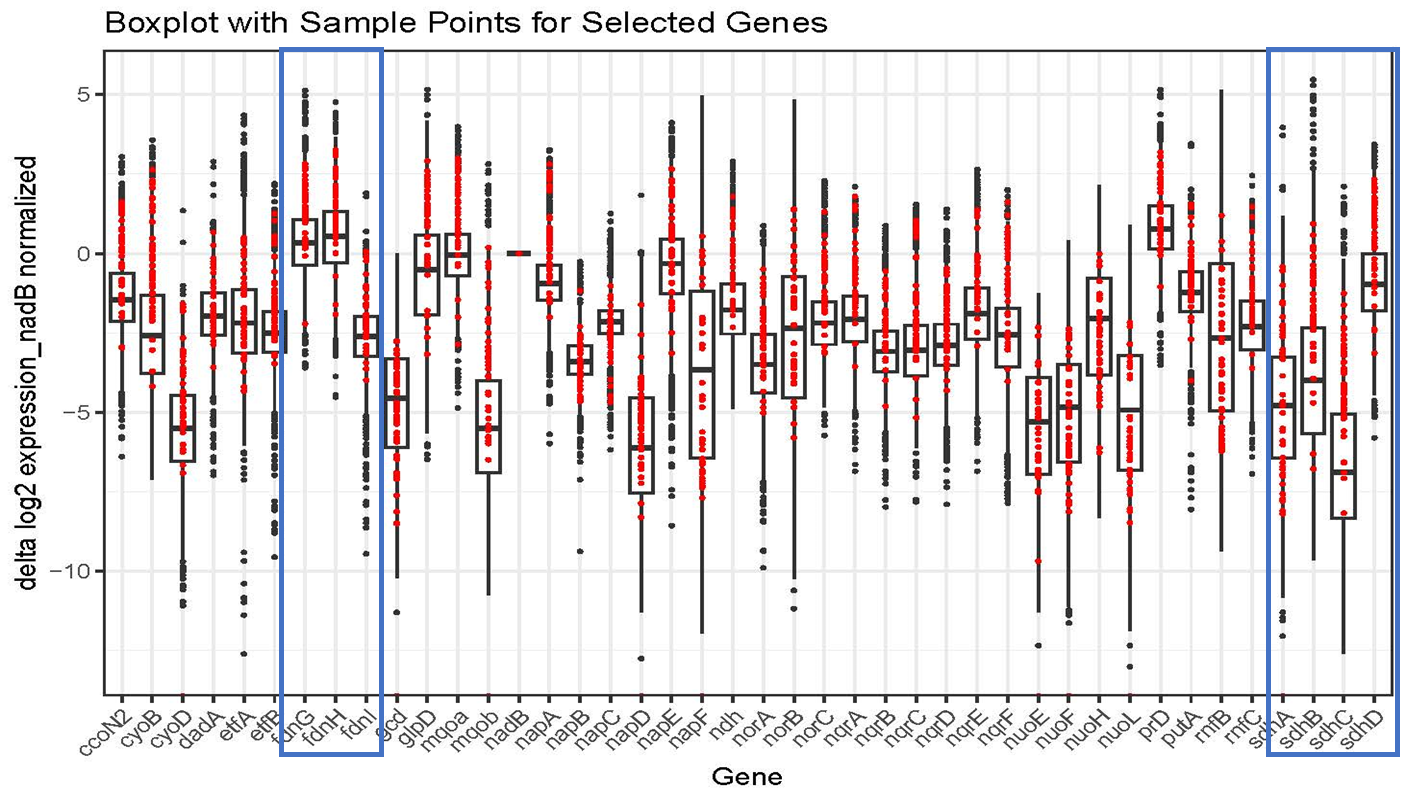 Boxplot with Sample Points for Selected Genes
delta log2 expression_nadB normalized
5
0
−5
−10
ccoN2 cyoB cyoD dadA etfA etfB fdnG fdnH fdnI gcd glpD mqoa mqob nadB napA napB napC napD napE napF ndh norA norB norC nqrA nqrB nqrC nqrD nqrE nqrF nuoE nuoF nuoH nuoL prD putA rnfB rnfC sdhA sdhB sdhC sdhD
Gene